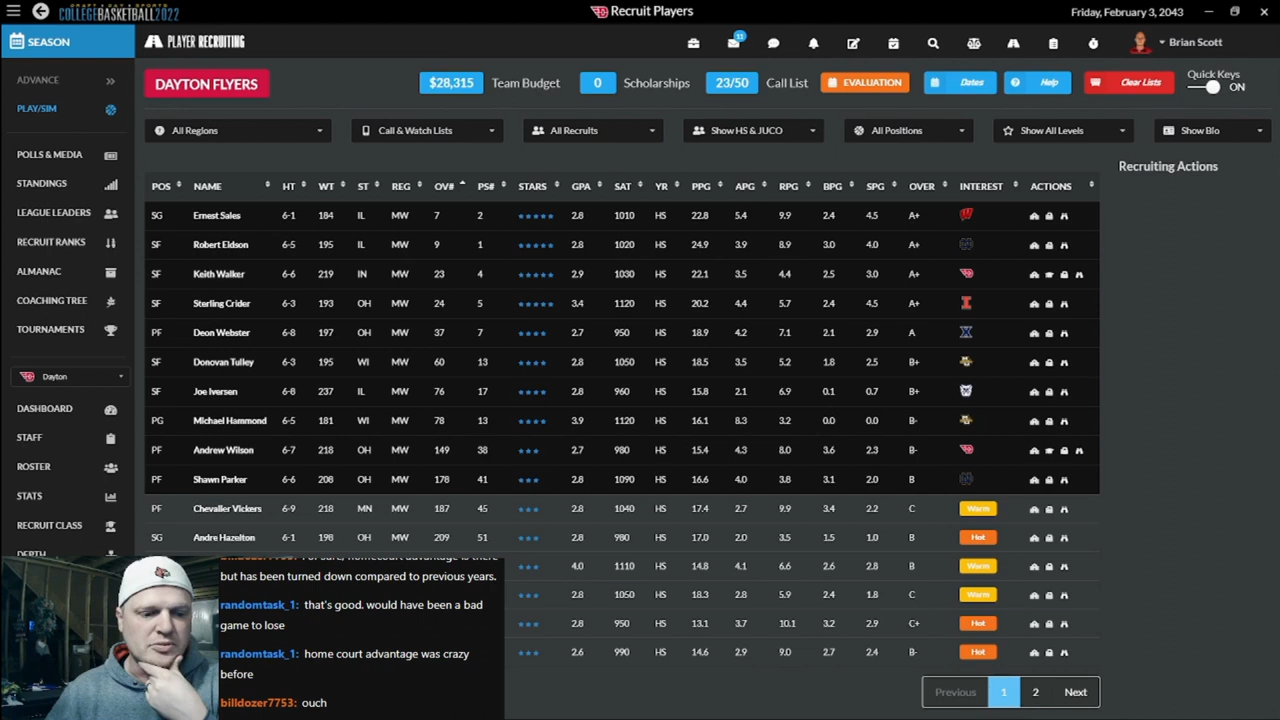 DRAFT DAY SPORTS
COLLEGE BASKETBALL 2022
Recruit Players
Friday, February 3, 2043
SEASON
PLAYER RECRUITING
11
Brian Scott
ADVANCE
PLAY/SIM
POLLS & MEDIA
STANDINGS
LEAGUE LEADERS
RECRUIT RANKS
ALMANAC
COACHING TREE
TOURNAMENTS
Dayton
DASHBOARD
STAFF
ROSTER
STATS
RECRUIT CLASS
DEPTH
DAYTON FLYERS
$28,315 Team Budget 0 Scholarships 23/50 Call List EVALUATION Dates Help Clear Lists
Quick Keys
ON
All Regions Call & Watch Lists All Recruits Show HS & JUCO All Positions Show All Levels Show Bio
Recruiting Actions
POS NAME HT WT ST REG OV# PS# STARS GPA SAT YR PPG APG RPG BPG SPG OVER INTEREST ACTIONS
SG Ernest Sales 6-1 184 IL MW 7 2 2.8 1010 HS 22.8 5.4 9.9 2.4 4.5 A+
SF Robert Eldson 6-5 195 IL MW 9 1 2.8 1020 HS 24.9 3.9 8.9 3.0 4.0 A+
SF Keith Walker 6-6 219 IN MW 23 4 2.9 1030 HS 22.1 3.5 4.4 2.5 3.0 A+
SF Sterling Crider 6-3 193 OH MW 24 5 3.4 1120 HS 20.2 4.4 5.7 2.4 4.5 A+
PF Deon Webster 6-8 197 OH MW 37 7 2.7 950 HS 18.9 4.2 7.1 2.1 2.9 A
SF Donovan Tulley 6-3 195 WI MW 60 13 2.8 1050 HS 18.5 3.5 5.2 1.8 2.5 B+
SF Joe Iversen 6-8 237 IL MW 76 17 2.8 960 HS 15.8 2.1 6.9 0.1 0.7 B+
PG Michael Hammond 6-5 181 WI MW 78 13 3.9 1120 HS 16.1 8.3 3.2 0.0 0.0 B-
PF Andrew Wilson 6-7 218 OH MW 149 38 2.7 980 HS 15.4 4.3 8.0 3.6 2.3 B-
PF Shawn Parker 6-6 208 OH MW 178 41 2.8 1090 HS 16.6 4.0 3.8 3.1 2.0 B
PF Chevalier Vickers 6-9 218 MN MW 187 45 2.8 1040 HS 17.4 2.7 9.9 3.4 2.2 C Warm
SG Andre Hazelton 6-1 198 OH MW 209 51 2.8 980 HS 17.0 2.0 3.5 1.5 1.0 B Hot
4.0 1110 HS 14.8 4.1 6.6 2.6 2.8 B Warm
2.8 1050 HS 18.3 2.8 5.9 2.4 1.8 C Warm
2.8 950 HS 13.1 3.7 10.1 3.2 2.9 C+ Hot
2.6 990 HS 14.6 2.9 9.0 2.7 2.4 B- Hot
Previous 1 2 Next
but has been turned down compared to previous years.
randomtask_1: that's good. would have been a bad
game to lose
randomtask_1: home court advantage was crazy
before
billdozer7753: ouch